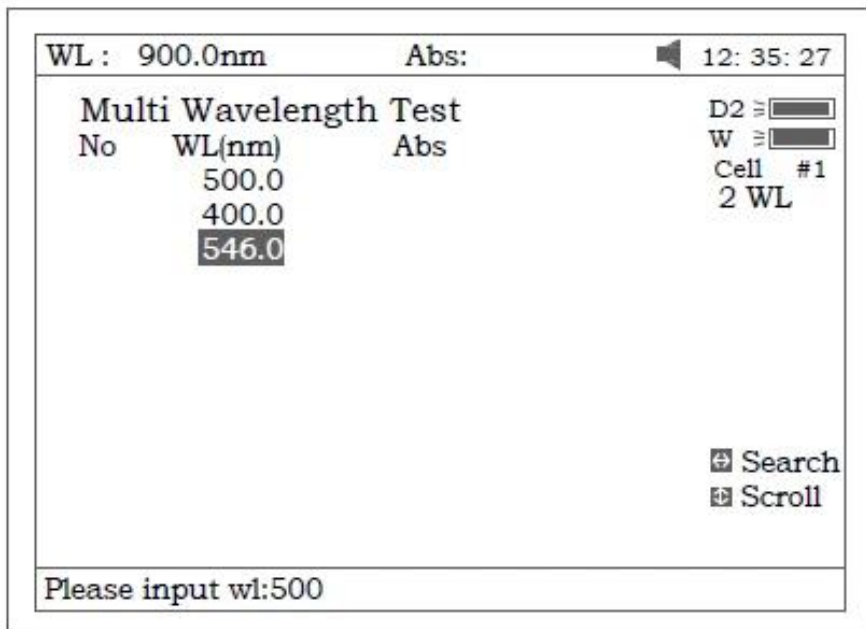 WL : 900.0nm Abs: 12: 35: 27
Multi Wavelength Test
No WL(nm) Abs
500.0
400.0
546.0
D2
W
Cell #1
2 WL
Search
Scroll
Please input wl:500